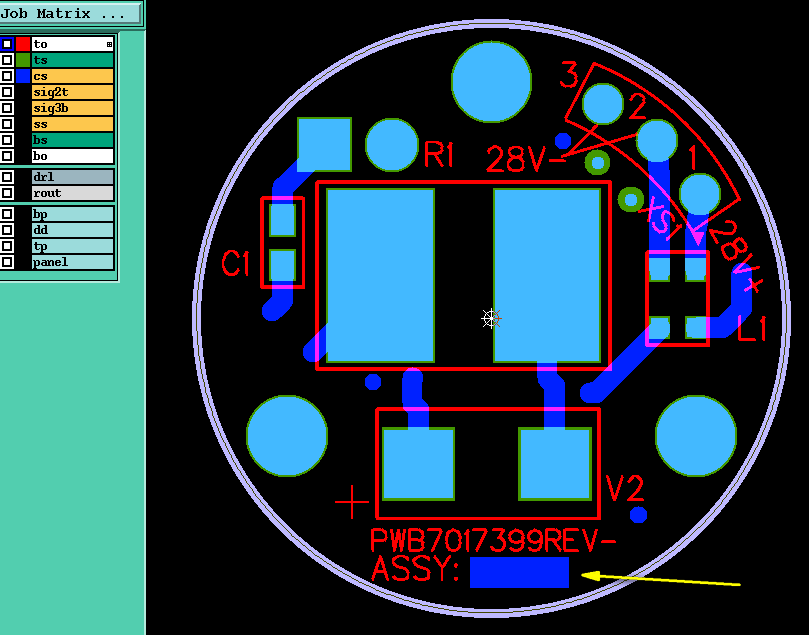 Job Matrix ...
to
ts
cs
sig2t
sig3b
ss
bs
bo
drl
rout
bp
dd
tp
panel
3
2
1
R1
28V-
XS1
28V+
C1
L1
V2
+
PWB7017399REV-
ASSY: